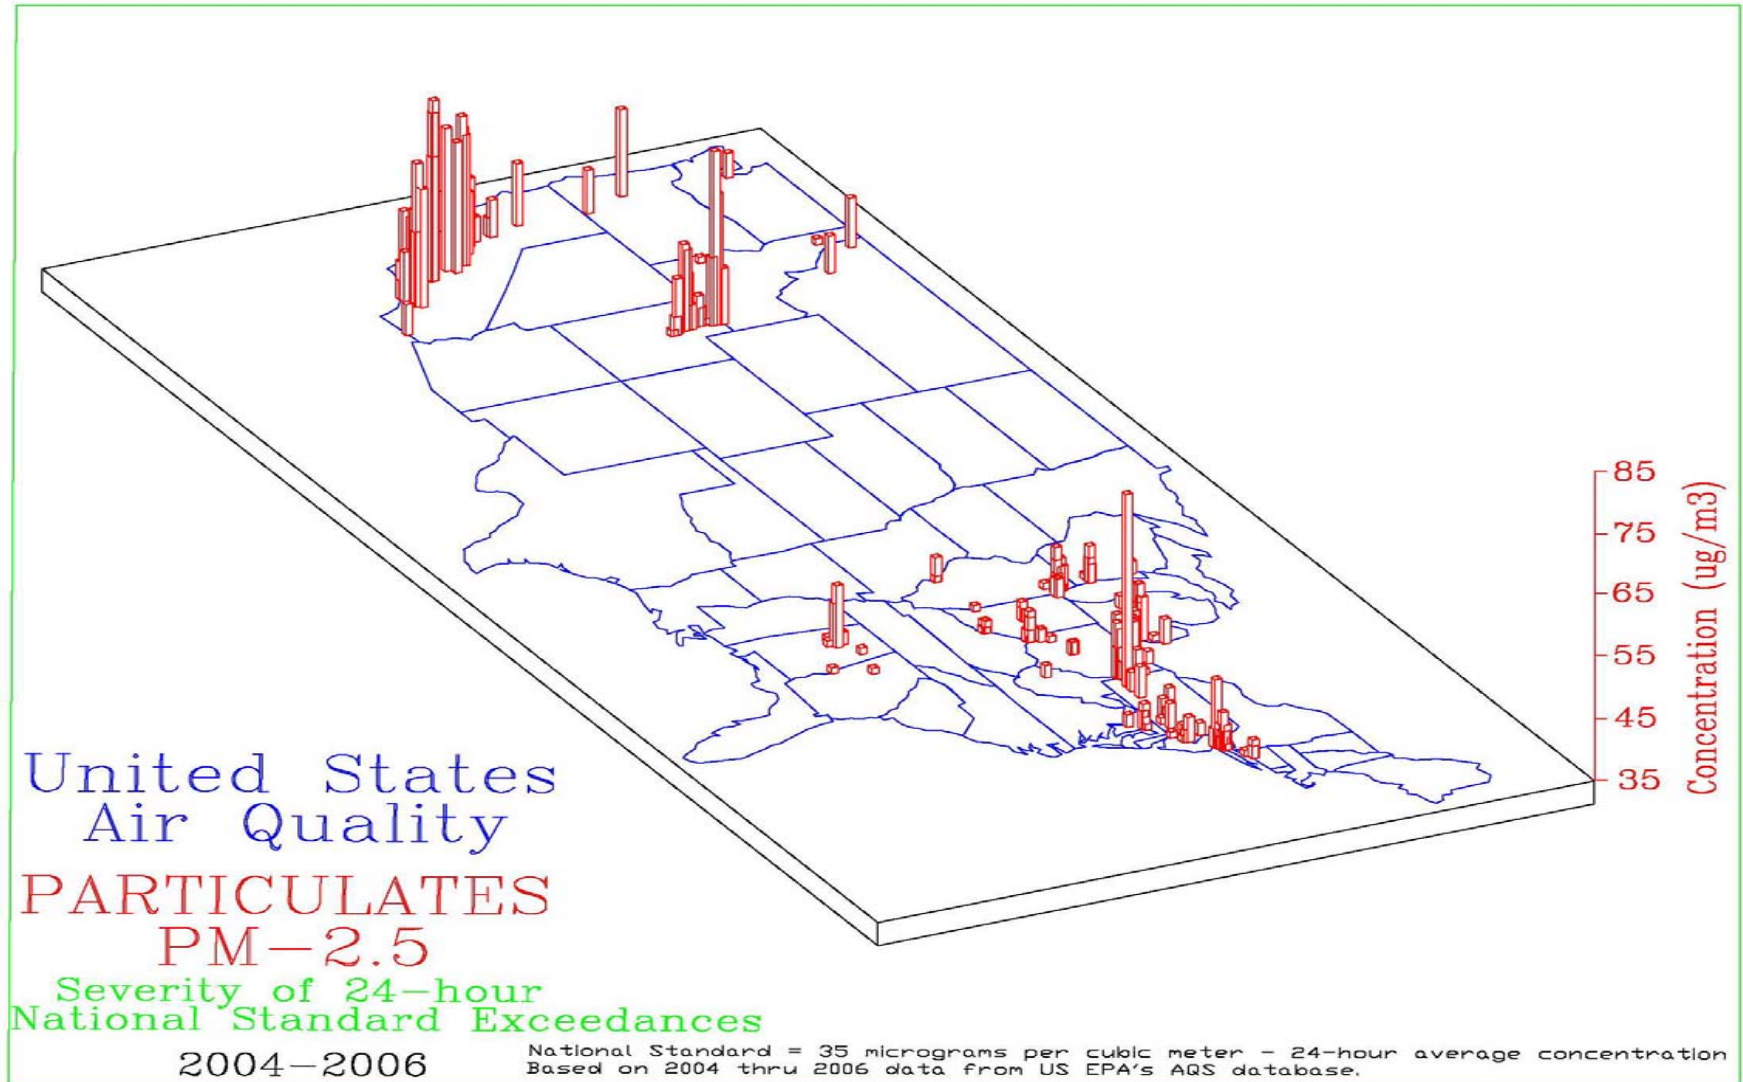 85
75
65
55
45
35
Concentration (ug/m3)
United States
Air Quality
PARTICULATES
PM-2.5
Severity of 24-hour
National Standard Exceedances
2004-2006
National Standard = 35 micrograms per cubic meter - 24-hour average concentration
Based on 2004 thru 2006 data from US EPA's AQS database.